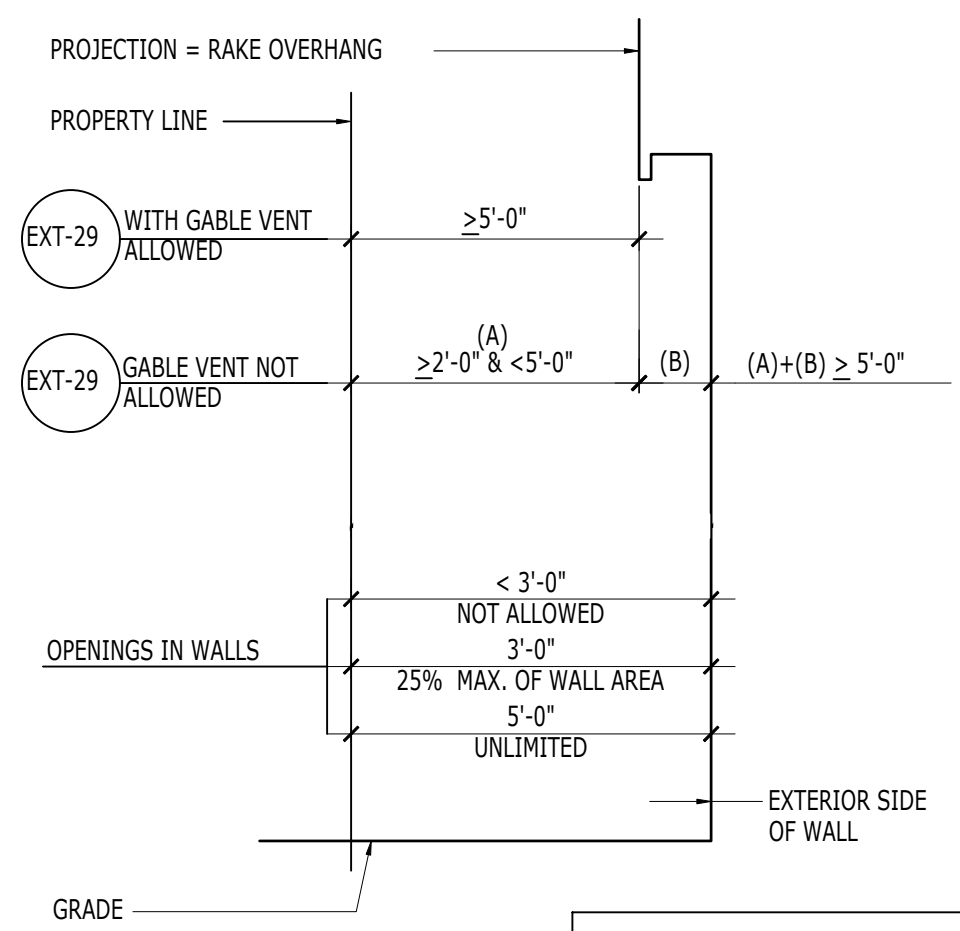 PROJECTION = RAKE OVERHANG
PROPERTY LINE
EXT-29
WITH GABLE VENT
ALLOWED
≥5'-0"
EXT-29
GABLE VENT NOT
ALLOWED
(A)
≥2'-0" & <5'-0"
(B)
(A)+(B) ≥ 5'-0"
OPENINGS IN WALLS
< 3'-0"
NOT ALLOWED
3'-0"
25% MAX. OF WALL AREA
5'-0"
UNLIMITED
EXTERIOR SIDE
OF WALL
GRADE